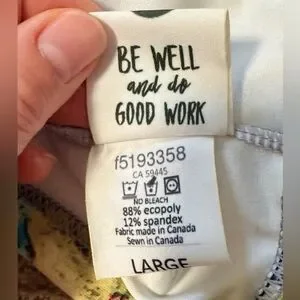 BE WELL
and do
GOOD WORK
f5193358
CA 59445
NO BLEACH
88% ecopoly
12% spandex
Fabric made in Canada
Sewn in Canada
LARGE